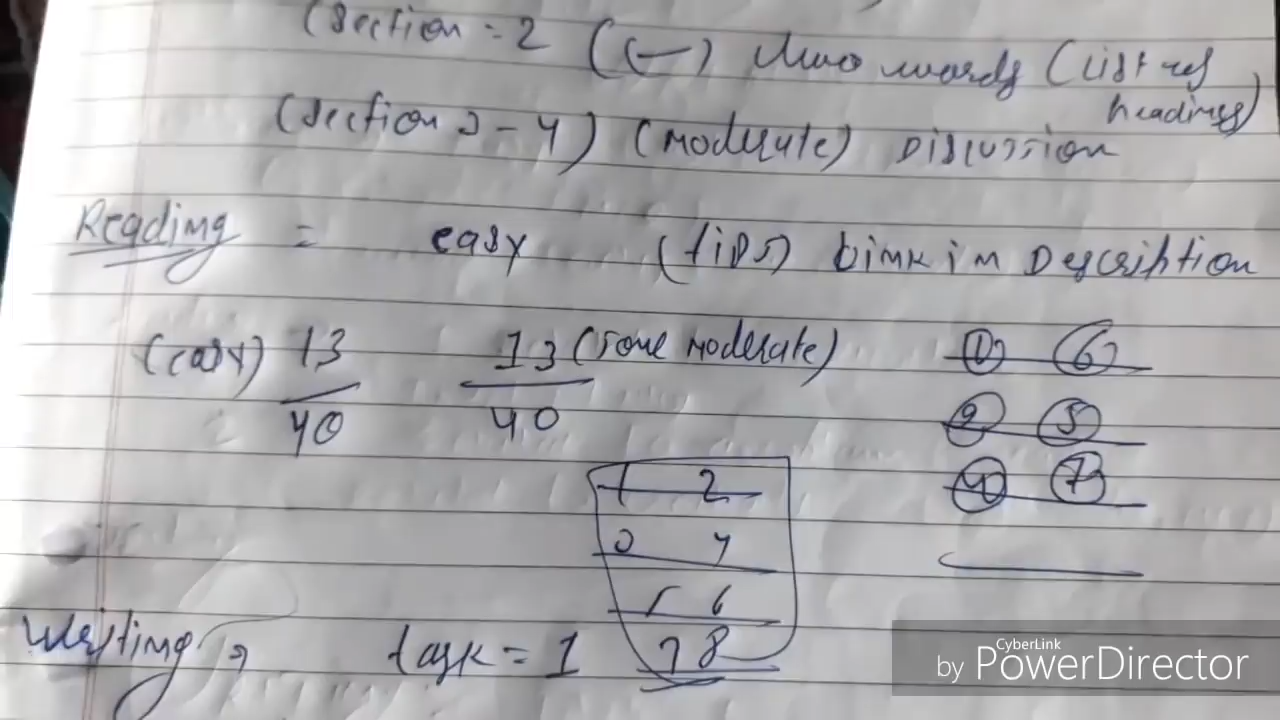 (Section = 2 ( (—) two words (List of headings)
(Section 3 - 4) (moderate) DISCUSSION
Reading = easy (tips) Link in Description
(easy) 13 13 (some moderate) 1 6
40 40 2 5
1 2 4 7
3 4
5 6
Writing → task = 1 7 8
CyberLink
by PowerDirector